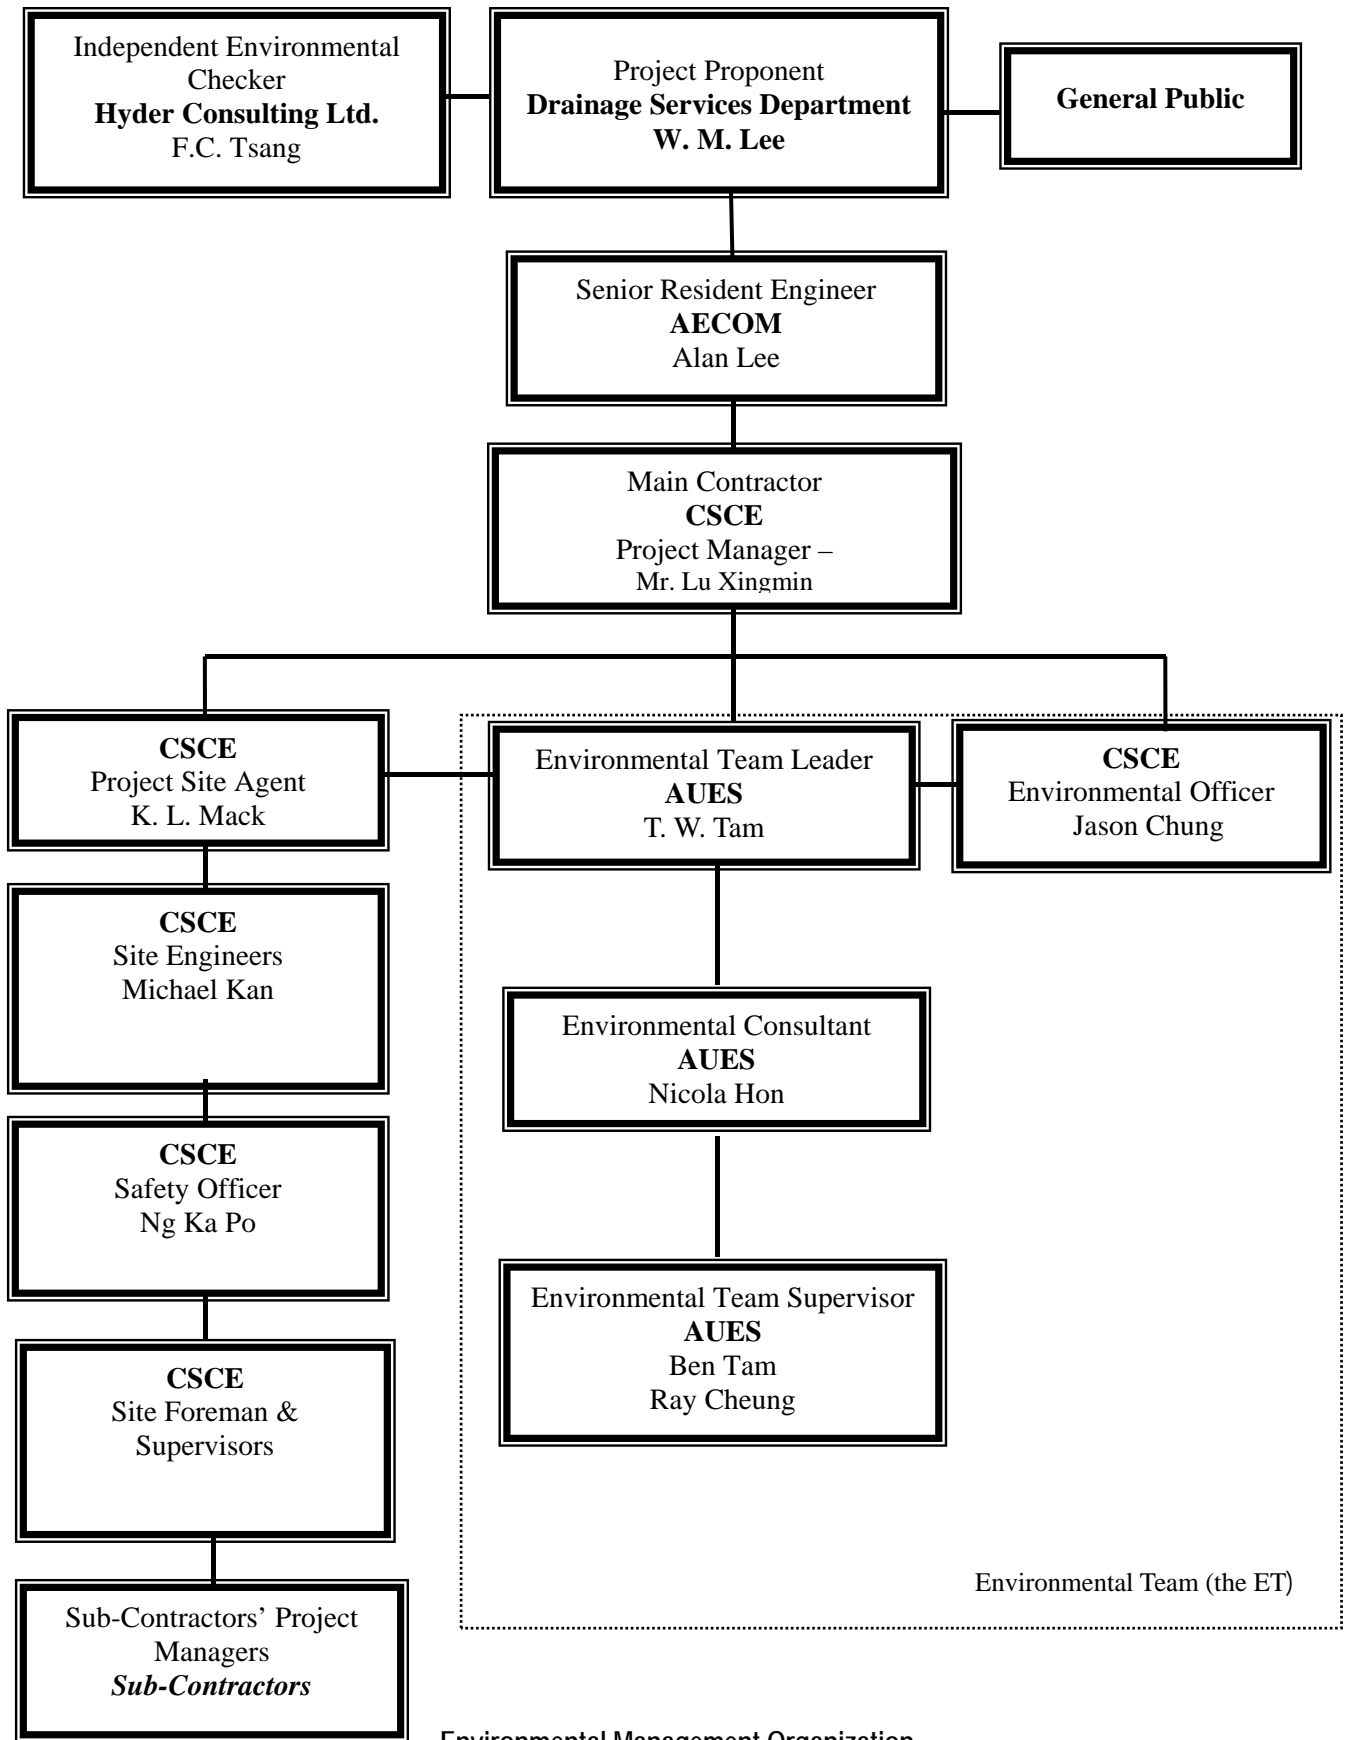 Independent Environmental
Checker
Hyder Consulting Ltd.
F.C. Tsang
Project Proponent
Drainage Services Department
W. M. Lee
General Public
Senior Resident Engineer
AECOM
Alan Lee
Main Contractor
CSCE
Project Manager –
Mr. Lu Xingmin
CSCE
Project Site Agent
K. L. Mack
Environmental Team Leader
AUES
T. W. Tam
CSCE
Environmental Officer
Jason Chung
CSCE
Site Engineers
Michael Kan
Environmental Consultant
AUES
Nicola Hon
CSCE
Safety Officer
Ng Ka Po
Environmental Team Supervisor
AUES
Ben Tam
Ray Cheung
CSCE
Site Foreman &
Supervisors
Environmental Team (the ET)
Sub-Contractors’ Project
Managers
Sub-Contractors
Environmental Management Organization